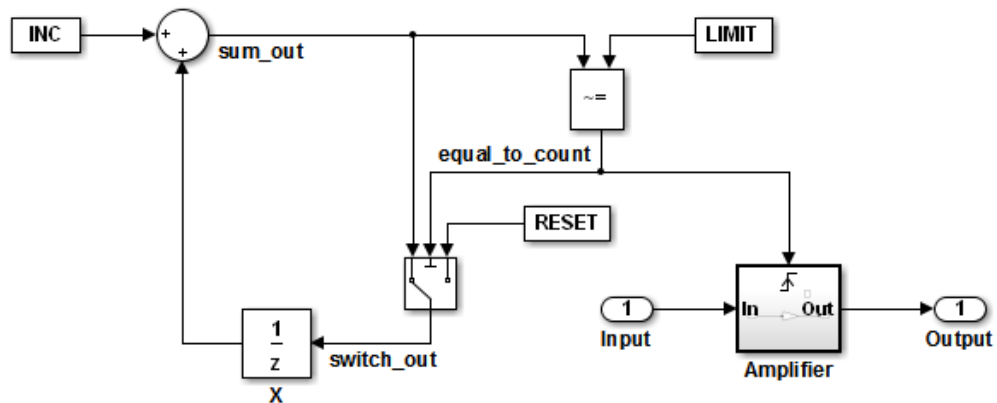 INC
+
+
sum_out
LIMIT
~=
equal_to_count
RESET
1
z
X
switch_out
1
Input
In
Out
Amplifier
1
Output